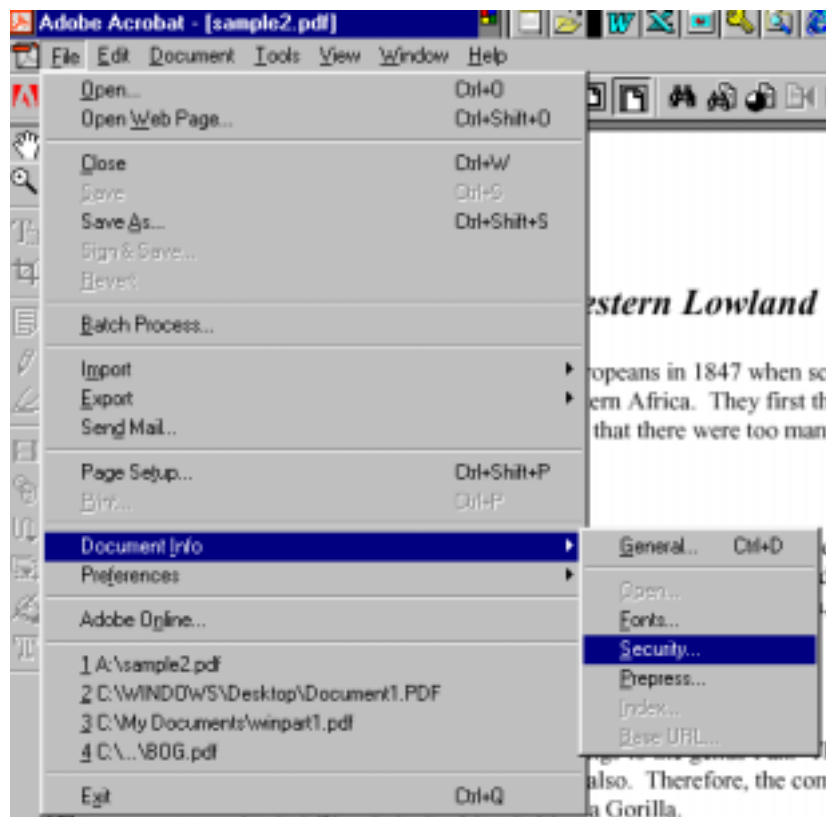 Adobe Acrobat - [sample2.pdf]
File Edit Document Tools View Window Help
Open... Ctrl+O
Open Web Page... Ctrl+Shift+O
Close Ctrl+W
Save Ctrl+S
Save As... Ctrl+Shift+S
Sign & Save...
Revert
Batch Process...
Import
Export
Send Mail...
Page Setup... Ctrl+Shift+P
Print... Ctrl+P
Document Info
Preferences
Adobe Online...
1 A:\sample2.pdf
2 C:\WINDOWS\Desktop\Document1.PDF
3 C:\My Documents\winpart1.pdf
4 C:\...\BOG.pdf
Exit Ctrl+Q
General... Ctrl+D
Open...
Fonts...
Security...
Prepress...
Index...
Base URL...
estern Lowland
ropeans in 1847 when sc
ern Africa. They first th
that there were too man
also. Therefore, the con
a Gorilla.